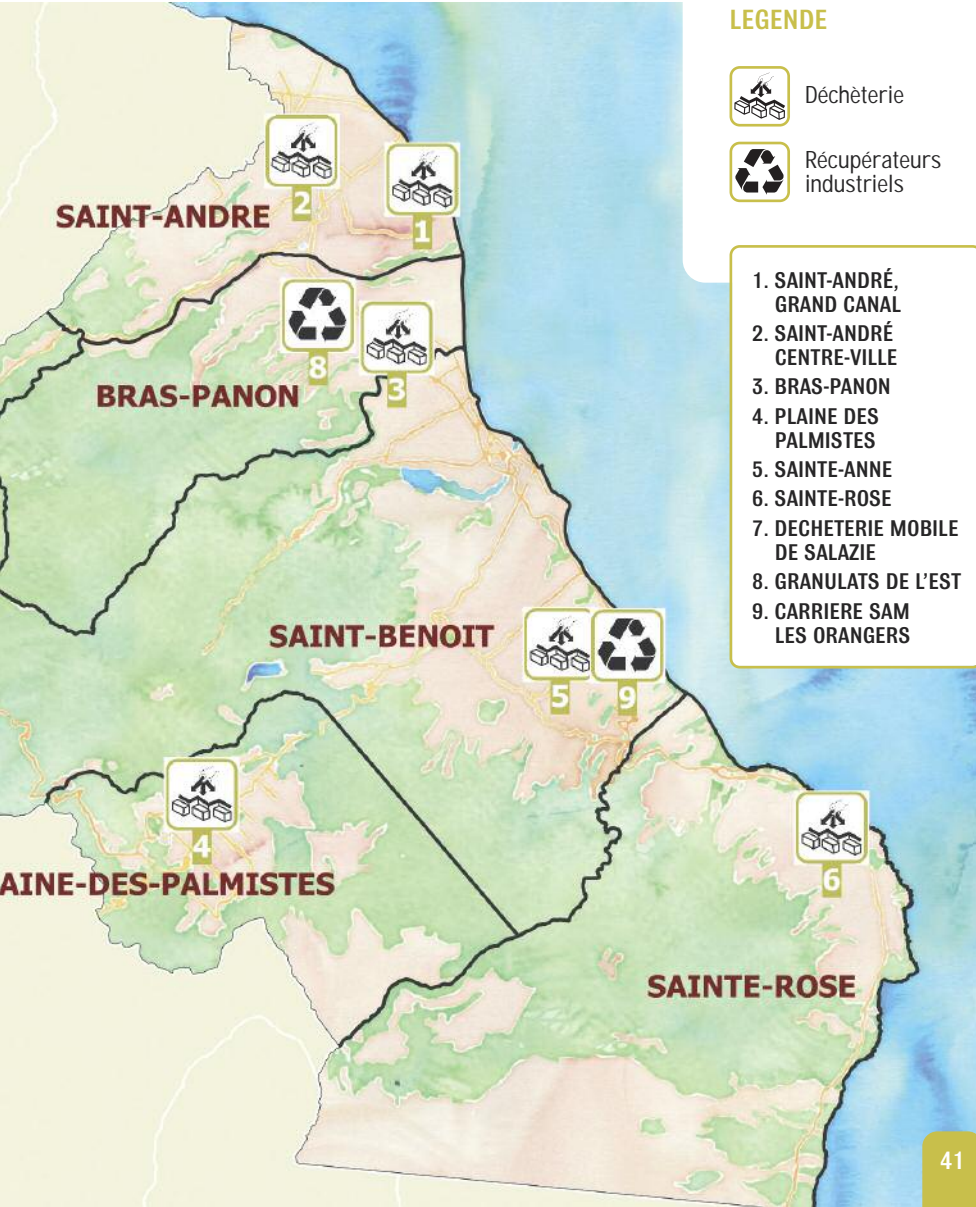 LEGENDE
Déchèterie
Récupérateurs
industriels
1. SAINT-ANDRÉ,
GRAND CANAL
2. SAINT-ANDRÉ
CENTRE-VILLE
3. BRAS-PANON
4. PLAINE DES
PALMISTES
5. SAINTE-ANNE
6. SAINTE-ROSE
7. DECHETERIE MOBILE
DE SALAZIE
8. GRANULATS DE L'EST
9. CARRIERE SAM
LES ORANGERS
2
SAINT-ANDRE
1
8
3
BRAS-PANON
SAINT-BENOIT
5
9
4
AINE-DES-PALMISTES
6
SAINTE-ROSE
41